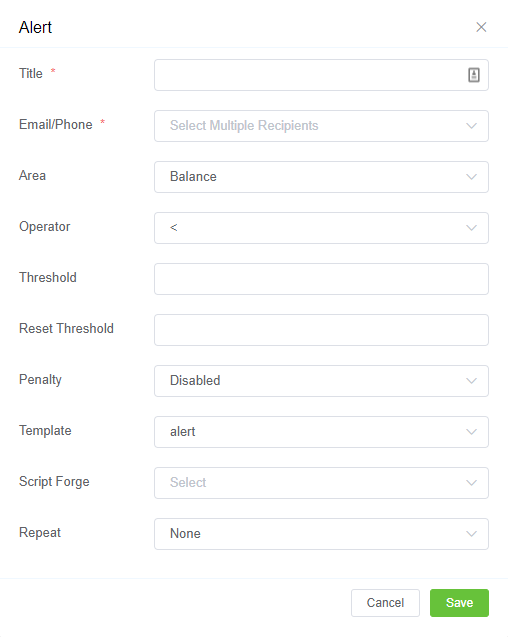 Alert
Title *
Email/Phone * Select Multiple Recipients
Area Balance
Operator <
Threshold
Reset Threshold
Penalty Disabled
Template alert
Script Forge Select
Repeat None
Cancel Save